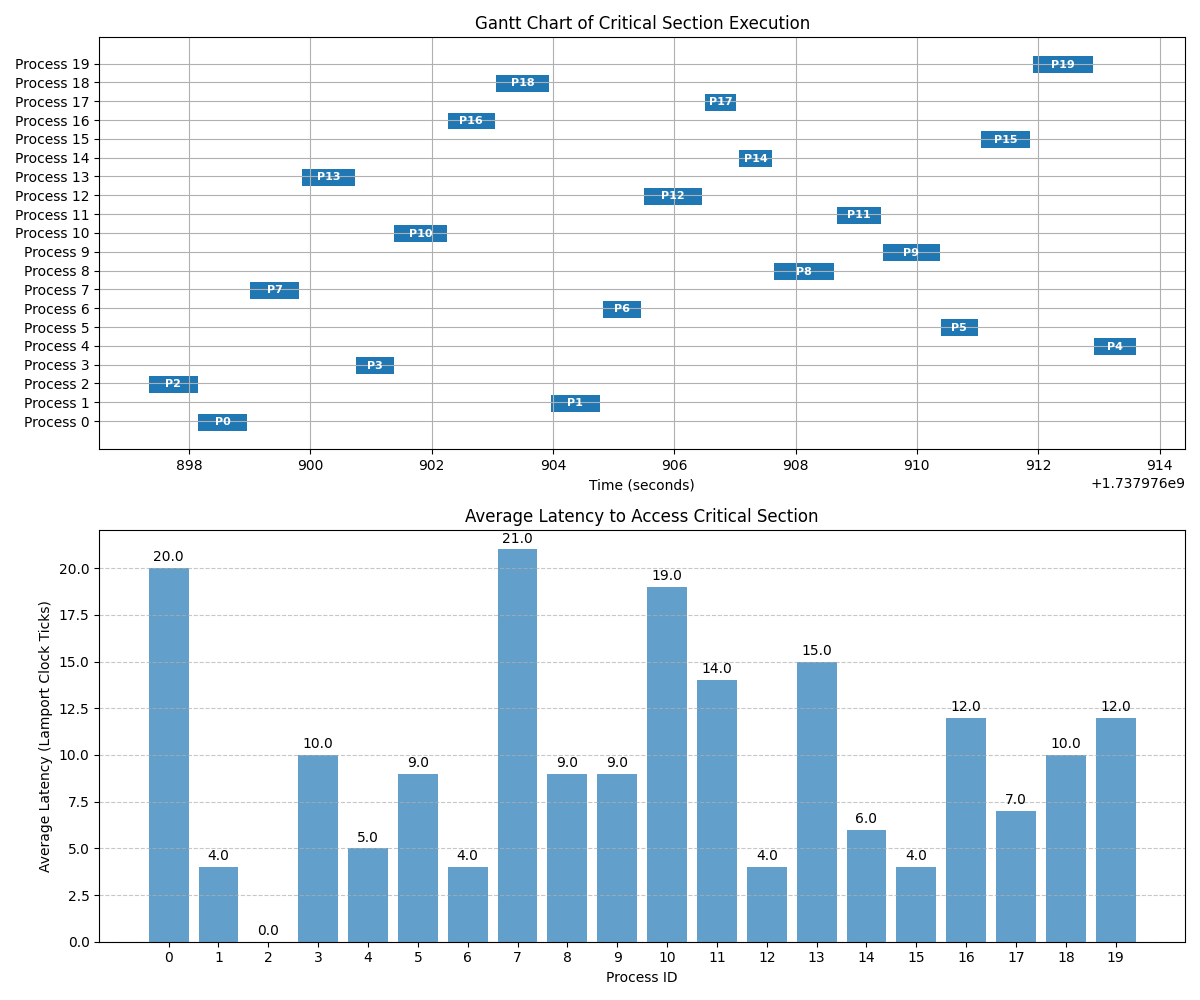 Gantt Chart of Critical Section Execution
Process 19 P19
Process 18 P18
Process 17 P17
Process 16 P16
Process 15 P15
Process 14 P14
Process 13 P13
Process 12 P12
Process 11 P11
Process 10 P10
Process 9 P9
Process 8 P8
Process 7 P7
Process 6 P6
Process 5 P5
Process 4 P4
Process 3 P3
Process 2 P2
Process 1 P1
Process 0 P0
898 900 902 904 906 908 910 912 914
Time (seconds)
+1.737976e9
Average Latency to Access Critical Section
Average Latency (Lamport Clock Ticks)
20.0
17.5
15.0
12.5
10.0
7.5
5.0
2.5
0.0
20.0 4.0 0.0 10.0 5.0 9.0 4.0 21.0 9.0 9.0 19.0 14.0 4.0 15.0 6.0 4.0 12.0 7.0 10.0 12.0
0 1 2 3 4 5 6 7 8 9 10 11 12 13 14 15 16 17 18 19
Process ID